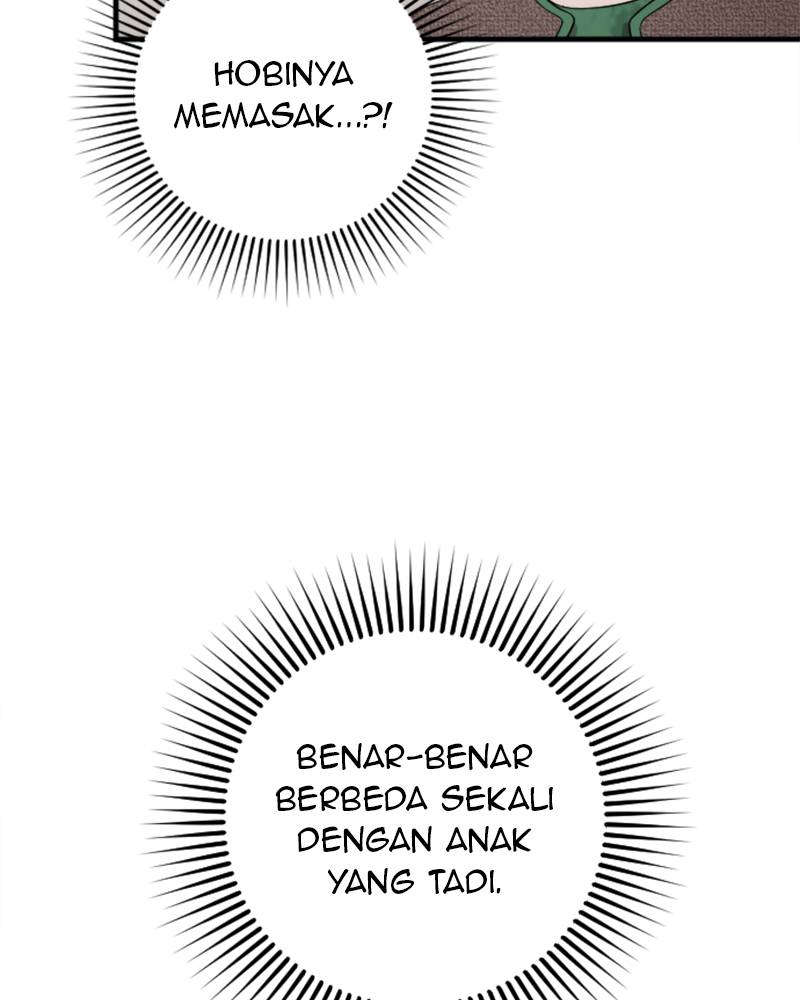 HOBINYA
MEMASAK...?!
BENAR-BENAR
BERBEDA SEKALI
DENGAN ANAK
YANG TADI.